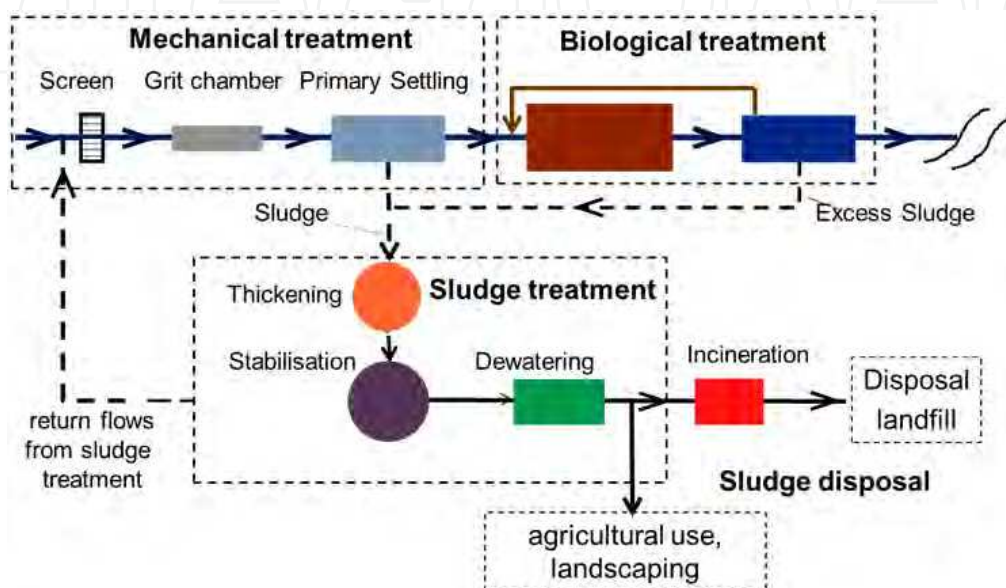 Mechanical treatment
Biological treatment
Screen
Grit chamber
Primary Settling
Sludge
Excess Sludge
Thickening
Sludge treatment
Stabilisation
Dewatering
Incineration
Disposal
landfill
return flows
from sludge
treatment
Sludge disposal
agricultural use,
landscaping